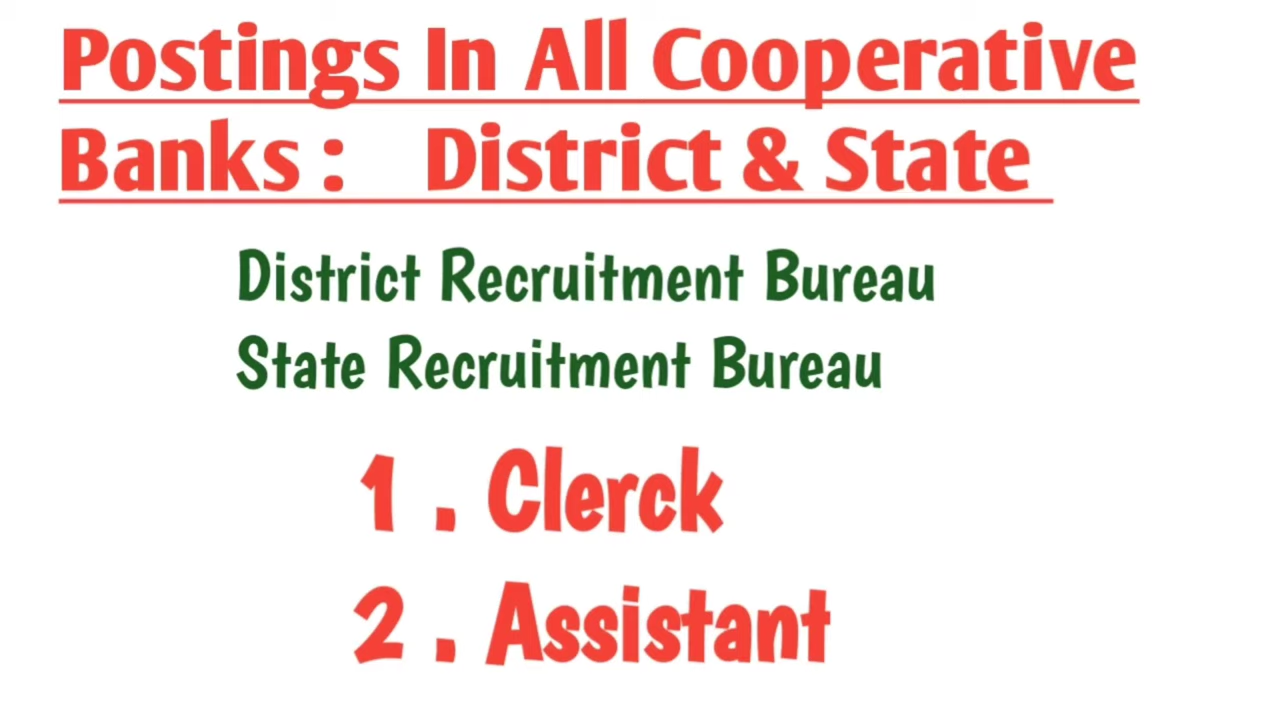 Postings In All Cooperative
Banks : District & State
District Recruitment Bureau
State Recruitment Bureau
1 . Clerck
2 . Assistant